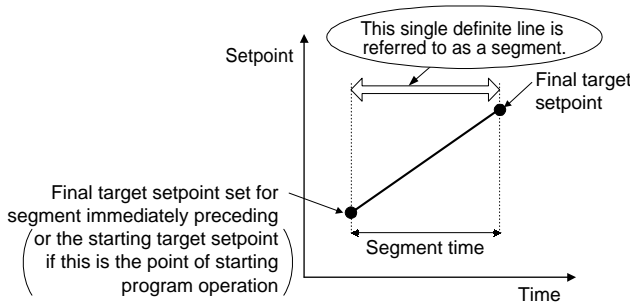 This single definite line is
referred to as a segment.
Setpoint
Final target
setpoint
Final target setpoint set for
segment immediately preceding
or the starting target setpoint
if this is the point of starting
program operation
Segment time
Time